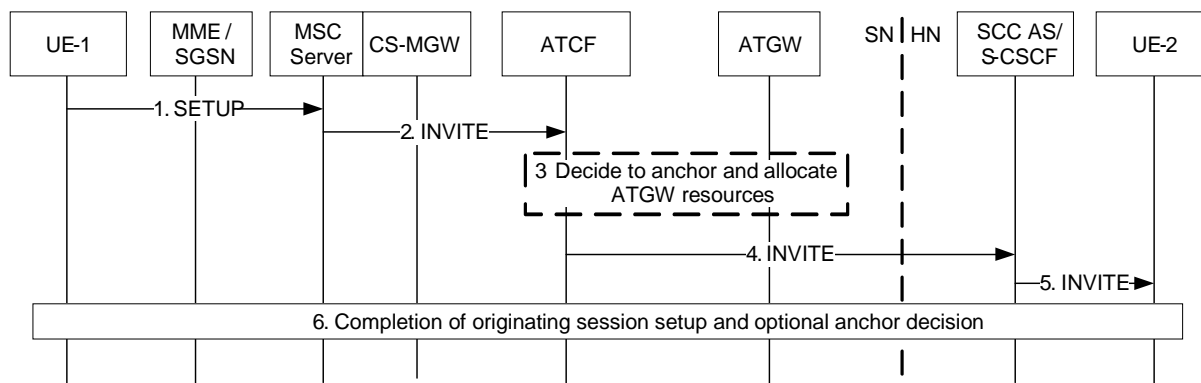 UE-1
MME /
SGSN
MSC
Server
CS-MGW
ATCF
ATGW
SN
HN
SCC AS/
S-CSCF
UE-2
1. SETUP
2. INVITE
3 Decide to anchor and allocate
ATGW resources
4. INVITE
5. INVITE
6. Completion of originating session setup and optional anchor decision